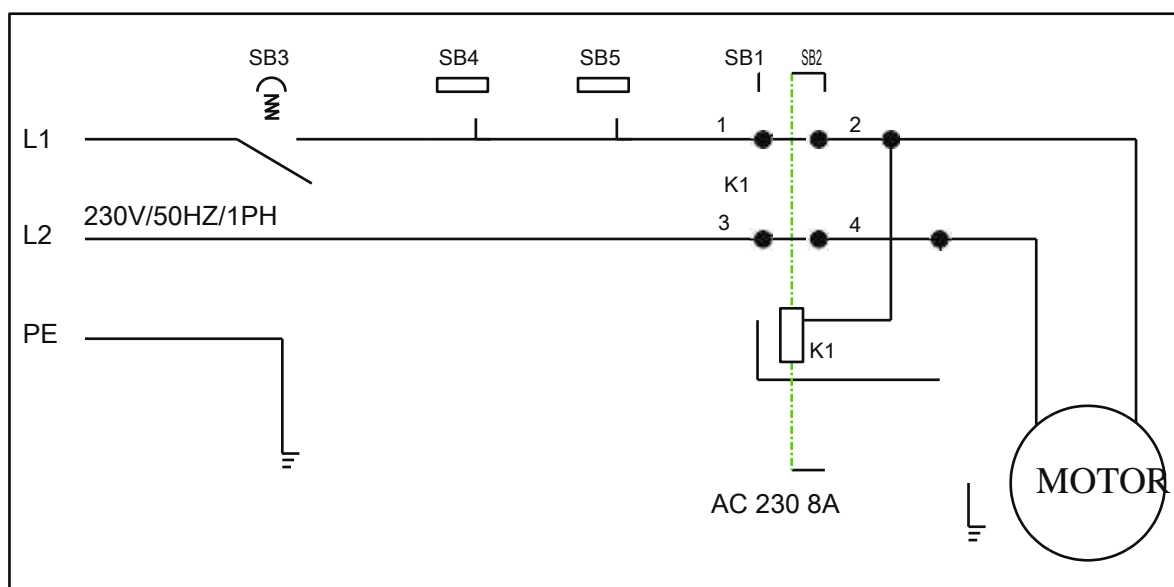 SB3 SB4 SB5 SB1 SB2
L1 1 2
K1
230V/50HZ/1PH
L2 3 4
PE
K1
AC 230 8A
MOTOR